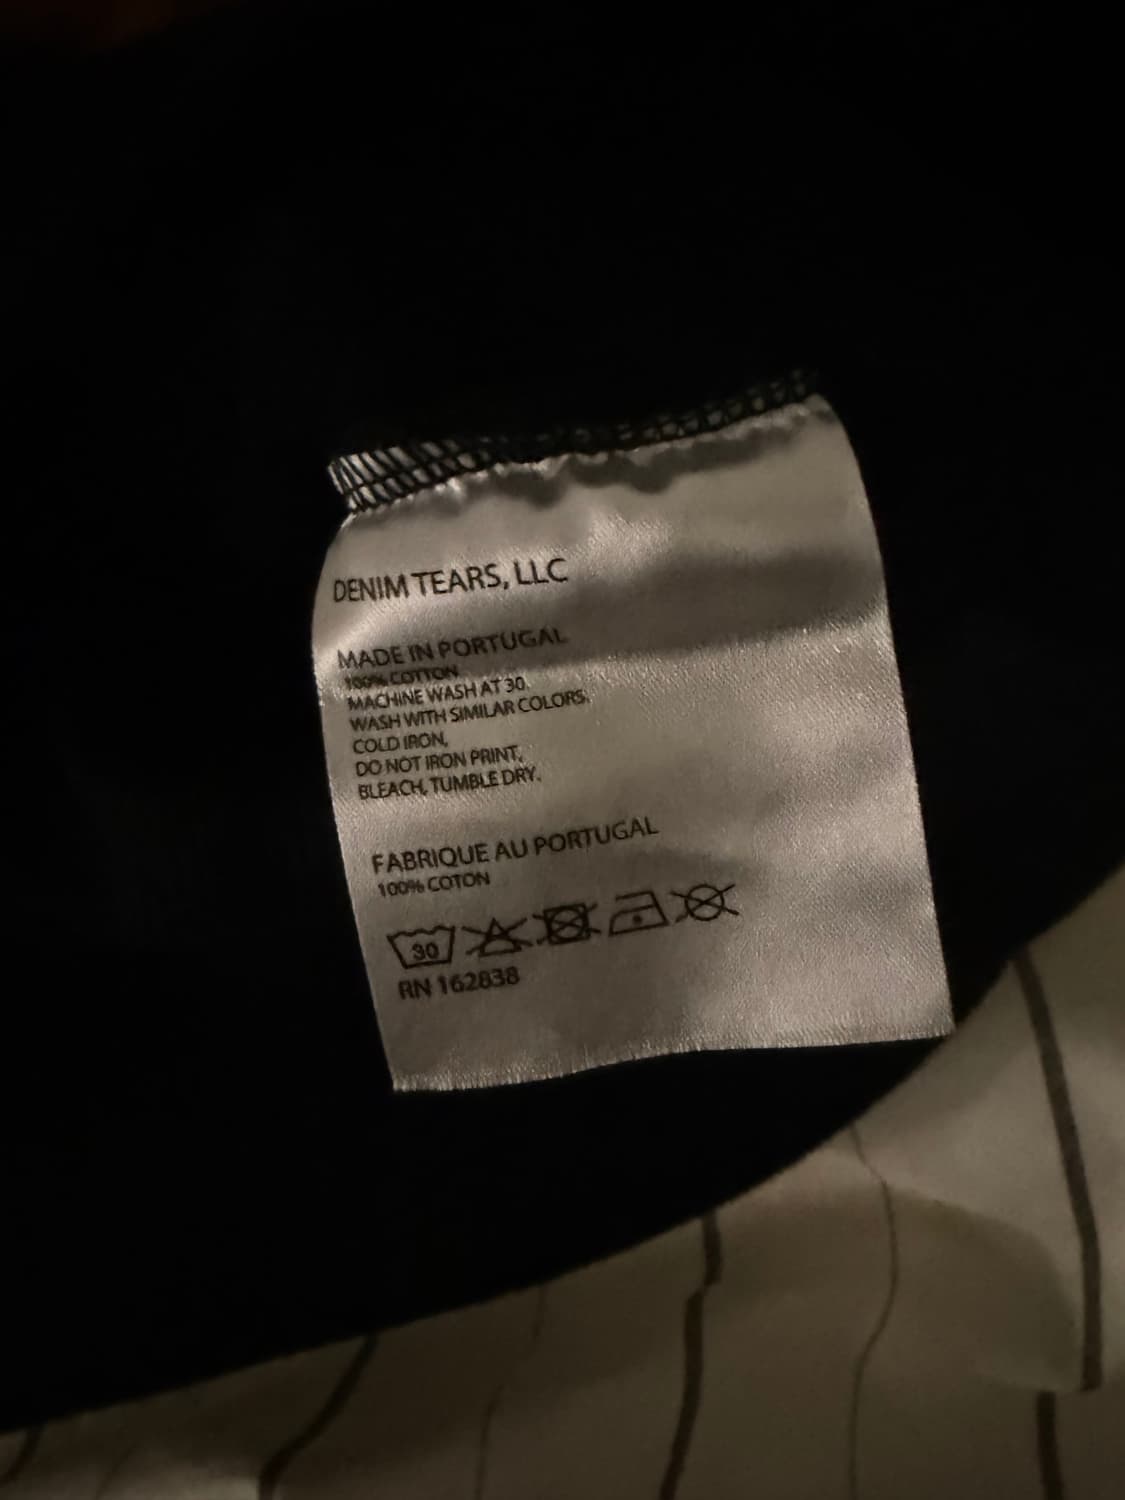 DENIM TEARS, LLC
MADE IN PORTUGAL
100% COTTON
MACHINE WASH AT 30.
WASH WITH SIMILAR COLORS,
COLD IRON,
DO NOT IRON PRINT,
BLEACH, TUMBLE DRY.
FABRIQUE AU PORTUGAL
100% COTON
30
RN 162838